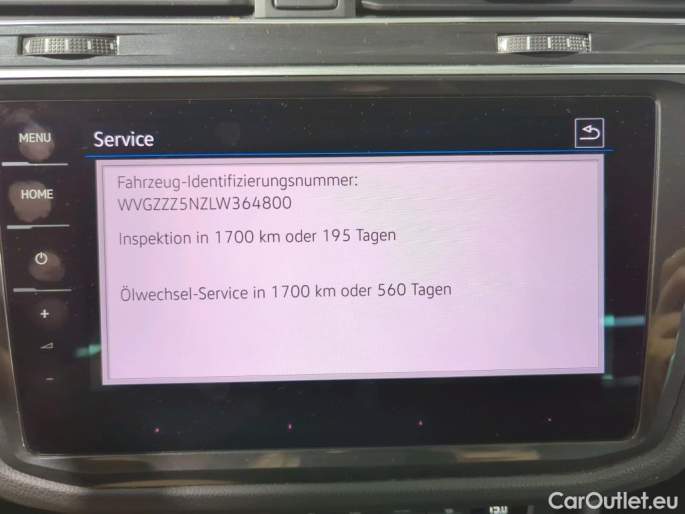 MENU
Service
HOME
Fahrzeug-Identifizierungsnummer:
WVGZZZ5NZLW364800
Inspektion in 1700 km oder 195 Tagen
Ölwechsel-Service in 1700 km oder 560 Tagen
+
-
CarOutlet.eu